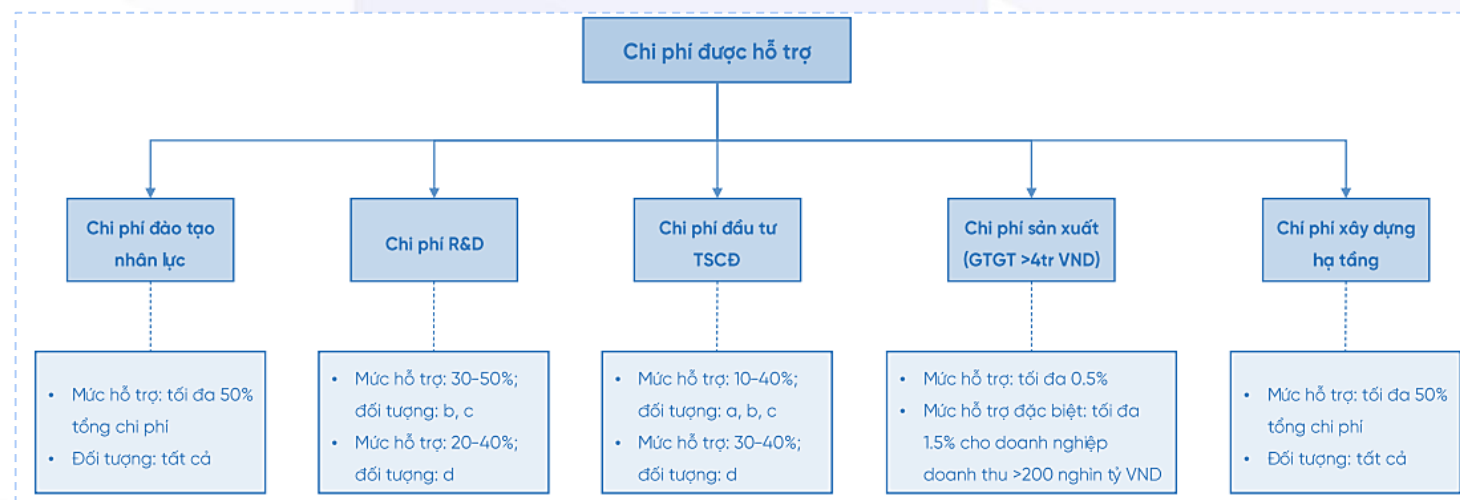 Chi phí được hỗ trợ
Chi phí đào tạo
nhân lực
Chi phí R&D
Chi phí đầu tư
TSCĐ
Chi phí sản xuất
(GTGT >4tr VND)
Chí phí xây dựng
hạ tầng
• Mức hỗ trợ: tối đa 50%
tổng chi phí
• Đối tượng: tất cả
• Mức hỗ trợ: 30-50%;
đối tượng: b, c
• Mức hỗ trợ: 20-40%;
đối tượng: d
• Mức hỗ trợ: 10-40%;
đối tượng: a, b, c
• Mức hỗ trợ: 30-40%;
đối tượng: d
• Mức hỗ trợ: tối đa 0.5%
• Mức hỗ trợ đặc biệt: tối đa
1.5% cho doanh nghiệp
doanh thu >200 nghìn tỷ VND
• Mức hỗ trợ: tối đa 50%
tổng chi phí
• Đối tượng: tất cả